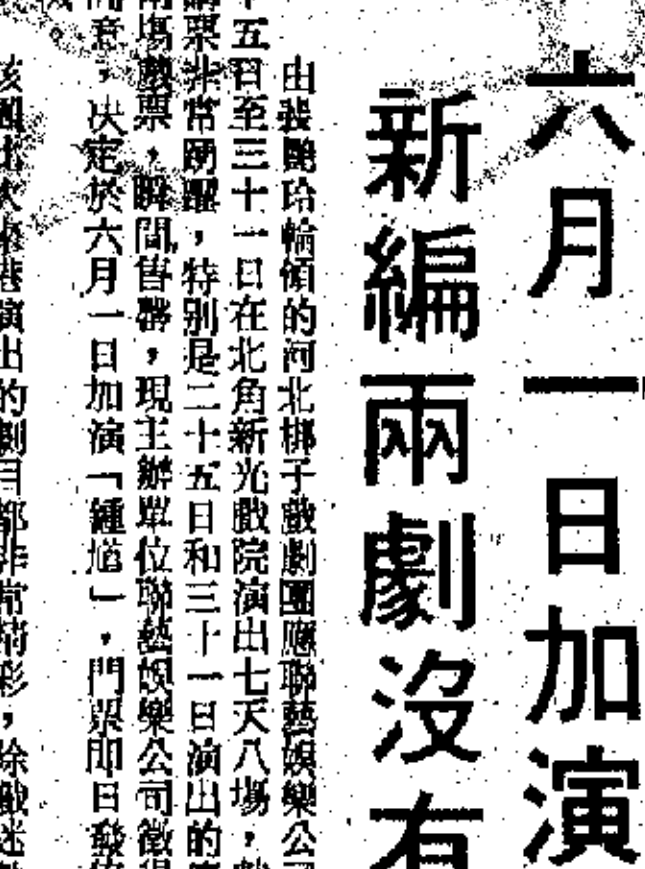 六月一日加演
新編兩劇沒有
由裴艷玲輪領的河北梆子戲劇團應聯藝娛樂公司
五日至三十一日在北角新光戲院演出七天八場，
購票非常踴躍，特別是二十五日和三十一日演出的
兩場戲票，瞬間售罄，現主辦單位聯藝娛樂公司徵得
同意，決定於六月一日加演「鍾馗」，門票即日發
該團此次來港演出的劇目都非常精彩，除戲迷